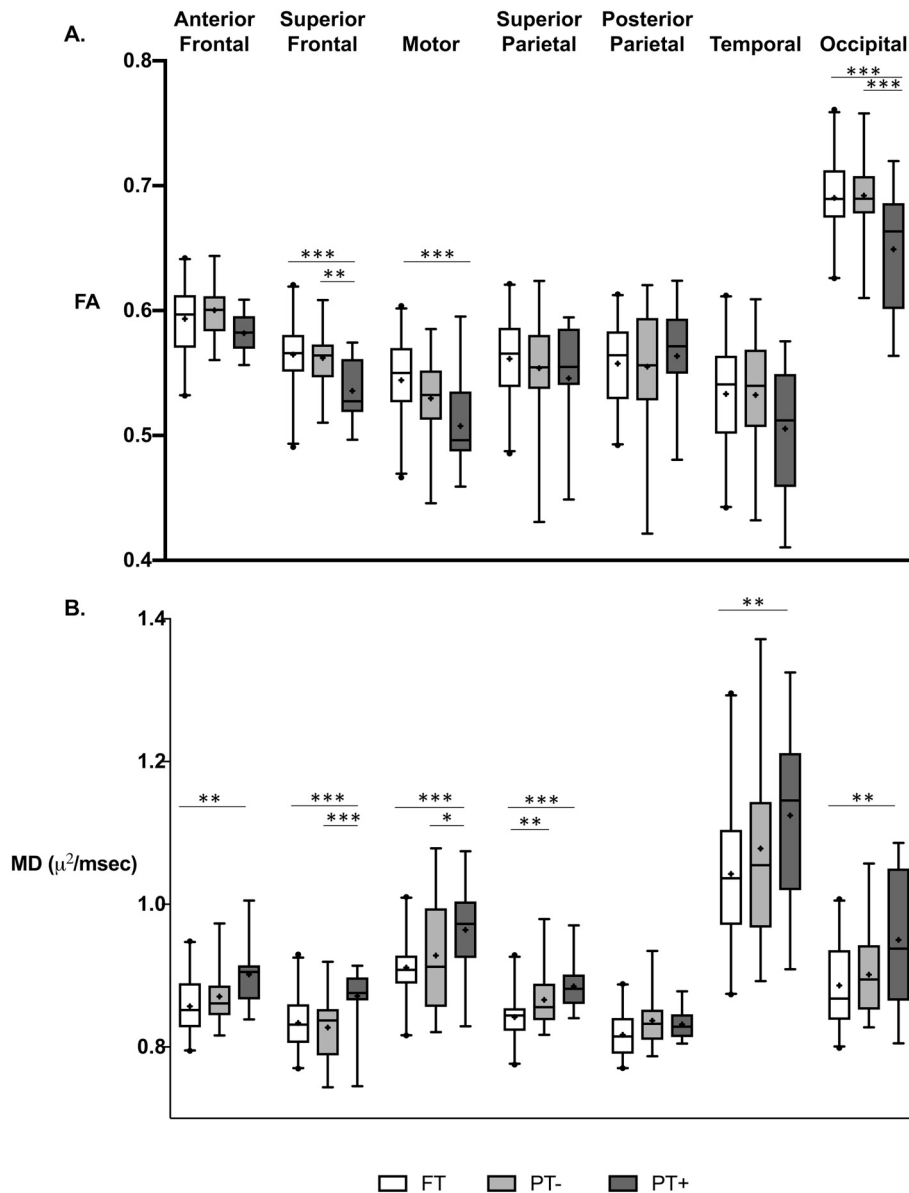 A.
Anterior Frontal
Superior Frontal
Motor
Superior Parietal
Posterior Parietal
Temporal
Occipital
0.8
0.7
0.6
0.5
0.4
FA
***
**
***
***
***
B.
1.4
1.2
1.0
0.8
MD (μ²/msec)
**
***
***
***
*
***
**
**
**
FT
PT-
PT+